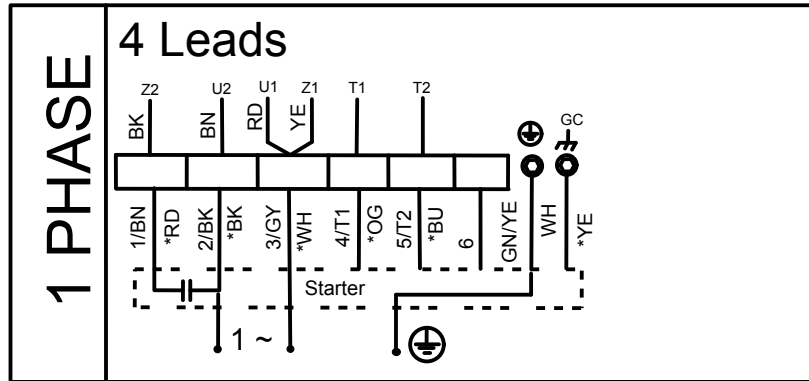 1 PHASE
4 Leads
Z2 U2 U1 Z1 T1 T2
BK BN RD YE GC
1/BN *RD 2/BK *BK 3/GY *WH 4/T1 *OG 5/T2 *BU 6 GN/YE WH *YE
Starter
1 ~